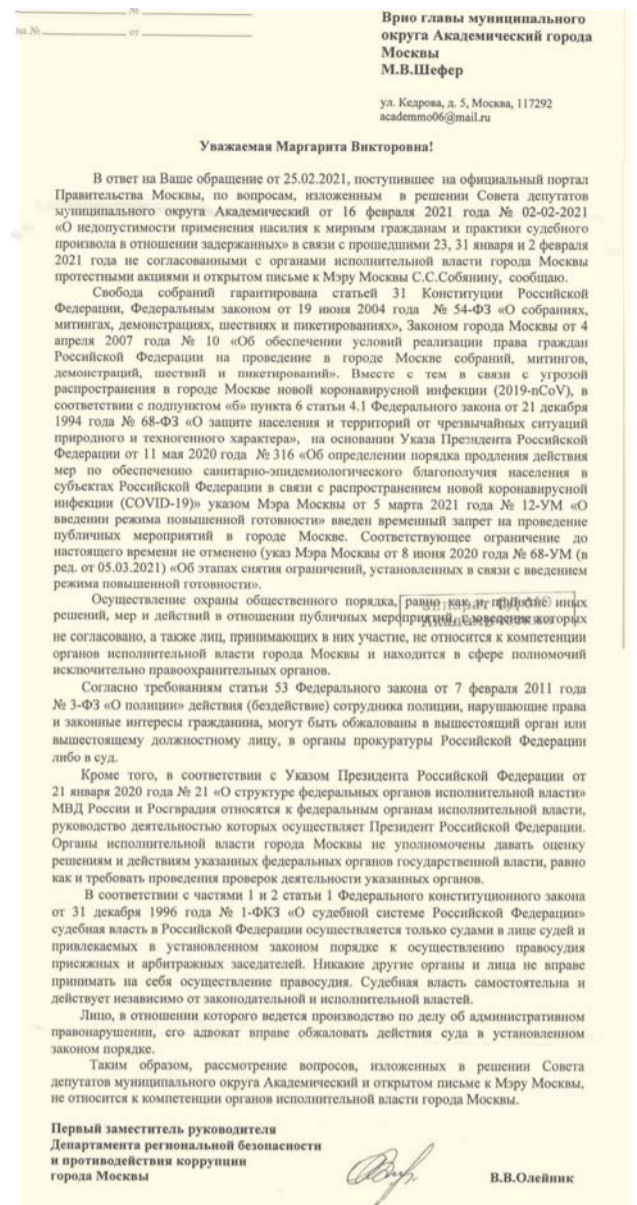 №
на № от
Врио главы муниципального
округа Академический города
Москвы
М.В.Шефер
ул. Кедрова, д. 5, Москва, 117292
academmo06@mail.ru
Уважаемая Маргарита Викторовна!
В ответ на Ваше обращение от 25.02.2021, поступившее на официальный портал
Правительства Москвы, по вопросам, изложенным в решении Совета депутатов
муниципального округа Академический от 16 февраля 2021 года № 02-02-2021
«О недопустимости применения насилия к мирным гражданам и практики судебного
произвола в отношении задержанных» в связи с прошедшими 23, 31 января и 2 февраля
2021 года не согласованными с органами исполнительной власти города Москвы
протестными акциями и открытом письме к Мэру Москвы С.С.Собянину, сообщаю.
Свобода собраний гарантирована статьей 31 Конституции Российской
Федерации, Федеральным законом от 19 июня 2004 года № 54-ФЗ «О собраниях,
митингах, демонстрациях, шествиях и пикетированиях», Законом города Москвы от 4
апреля 2007 года № 10 «Об обеспечении условий реализации права граждан
Российской Федерации на проведение в городе Москве собраний, митингов,
демонстраций, шествий и пикетирований». Вместе с тем в связи с угрозой
распространения в городе Москве новой коронавирусной инфекции (2019-nCoV), в
соответствии с подпунктом «б» пункта 6 статьи 4.1 Федерального закона от 21 декабря
1994 года № 68-ФЗ «О защите населения и территорий от чрезвычайных ситуаций
природного и техногенного характера», на основании Указа Президента Российской
Федерации от 11 мая 2020 года № 316 «Об определении порядка продления действия
мер по обеспечению санитарно-эпидемиологического благополучия населения в
субъектах Российской Федерации в связи с распространением новой коронавирусной
инфекции (COVID-19)» указом Мэра Москвы от 5 марта 2021 года № 12-УМ «О
введении режима повышенной готовности» введен временный запрет на проведение
публичных мероприятий в городе Москве. Соответствующее ограничение до
настоящего времени не отменено (указ Мэра Москвы от 8 июня 2020 года № 68-УМ (в
ред. от 05.03.2021) «Об этапах снятия ограничений, установленных в связи с введением
режима повышенной готовности».
Осуществление охраны общественного порядка, равно как и принятие иных
решений, мер и действий в отношении публичных мероприятий, проведение которых
не согласовано, а также лиц, принимающих в них участие, не относится к компетенции
органов исполнительной власти города Москвы и находится в сфере полномочий
исключительно правоохранительных органов.
Согласно требованиям статьи 53 Федерального закона от 7 февраля 2011 года
№ 3-ФЗ «О полиции» действия (бездействие) сотрудника полиции, нарушающие права
и законные интересы гражданина, могут быть обжалованы в вышестоящий орган или
вышестоящему должностному лицу, в органы прокуратуры Российской Федерации
либо в суд.
Кроме того, в соответствии с Указом Президента Российской Федерации от
21 января 2020 года № 21 «О структуре федеральных органов исполнительной власти»
МВД России и Росгвардия относятся к федеральным органам исполнительной власти,
руководство деятельностью которых осуществляет Президент Российской Федерации.
Органы исполнительной власти города Москвы не уполномочены давать оценку
решениям и действиям указанных федеральных органов государственной власти, равно
как и требовать проведения проверок деятельности указанных органов.
В соответствии с частями 1 и 2 статьи 1 Федерального конституционного закона
от 31 декабря 1996 года № 1-ФКЗ «О судебной системе Российской Федерации»
судебная власть в Российской Федерации осуществляется только судами в лице судей и
привлекаемых в установленном законом порядке к осуществлению правосудия
присяжных и арбитражных заседателей. Никакие другие органы и лица не вправе
принимать на себя осуществление правосудия. Судебная власть самостоятельна и
действует независимо от законодательной и исполнительной властей.
Лицо, в отношении которого ведется производство по делу об административном
правонарушении, его адвокат вправе обжаловать действия суда в установленном
законом порядке.
Таким образом, рассмотрение вопросов, изложенных в решении Совета
депутатов муниципального округа Академический и открытом письме к Мэру Москвы,
не относится к компетенции органов исполнительной власти города Москвы.
Первый заместитель руководителя
Департамента региональной безопасности
и противодействия коррупции
города Москвы В.В.Олейник